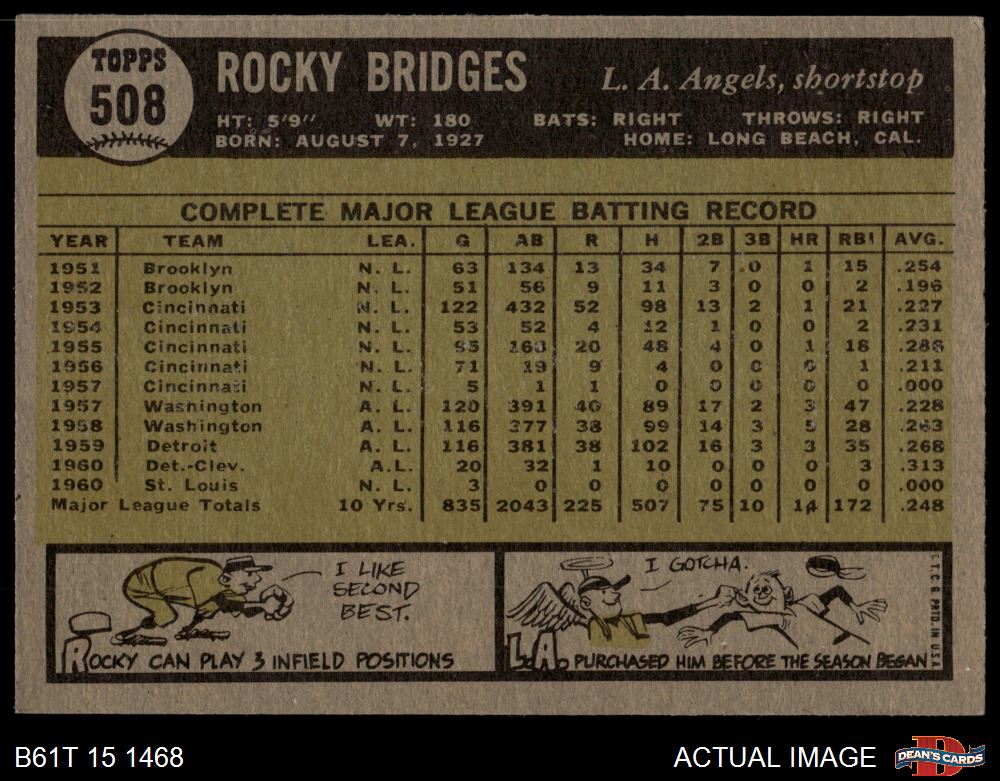 TOPPS
508
ROCKY BRIDGES
L. A. Angels, shortstop
HT: 5'9" WT: 180 BATS: RIGHT THROWS: RIGHT
BORN: AUGUST 7, 1927 HOME: LONG BEACH, CAL.
COMPLETE MAJOR LEAGUE BATTING RECORD
YEAR TEAM LEA. G AB R H 2B 3B HR RBI AVG.
1951 Brooklyn N. L. 63 134 13 34 7 0 1 15 .254
1952 Brooklyn N. L. 51 56 9 11 3 0 0 2 .196
1953 Cincinnati N. L. 122 432 52 98 13 2 1 21 .227
1954 Cincinnati N. L. 53 52 4 12 1 0 0 2 .231
1955 Cincinnati N. L. 95 168 20 48 4 0 1 18 .286
1956 Cincinnati N. L. 71 19 9 4 0 0 0 1 .211
1957 Cincinnati N. L. 5 1 1 0 0 0 0 0 .000
1957 Washington A. L. 120 391 40 89 17 2 3 47 .228
1958 Washington A. L. 116 377 38 99 14 3 5 28 .263
1959 Detroit A. L. 116 381 38 102 16 3 3 35 .268
1960 Det.-Clev. A.L. 20 32 1 10 0 0 0 3 .313
1960 St. Louis N. L. 3 0 0 0 0 0 0 0 .000
Major League Totals 10 Yrs. 835 2043 225 507 75 10 14 172 .248
I LIKE
SECOND
BEST.
ROCKY CAN PLAY 3 INFIELD POSITIONS
I GOTCHA.
L.A. PURCHASED HIM BEFORE THE SEASON BEGAN
© T. C. G. PRTD. IN U.S.A.
B61T 15 1468
ACTUAL IMAGE
D
DEAN'S CARDS